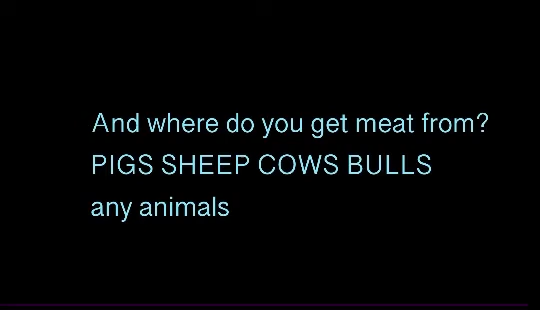 And where do you get meat from?
PIGS SHEEP COWS BULLS
any animals